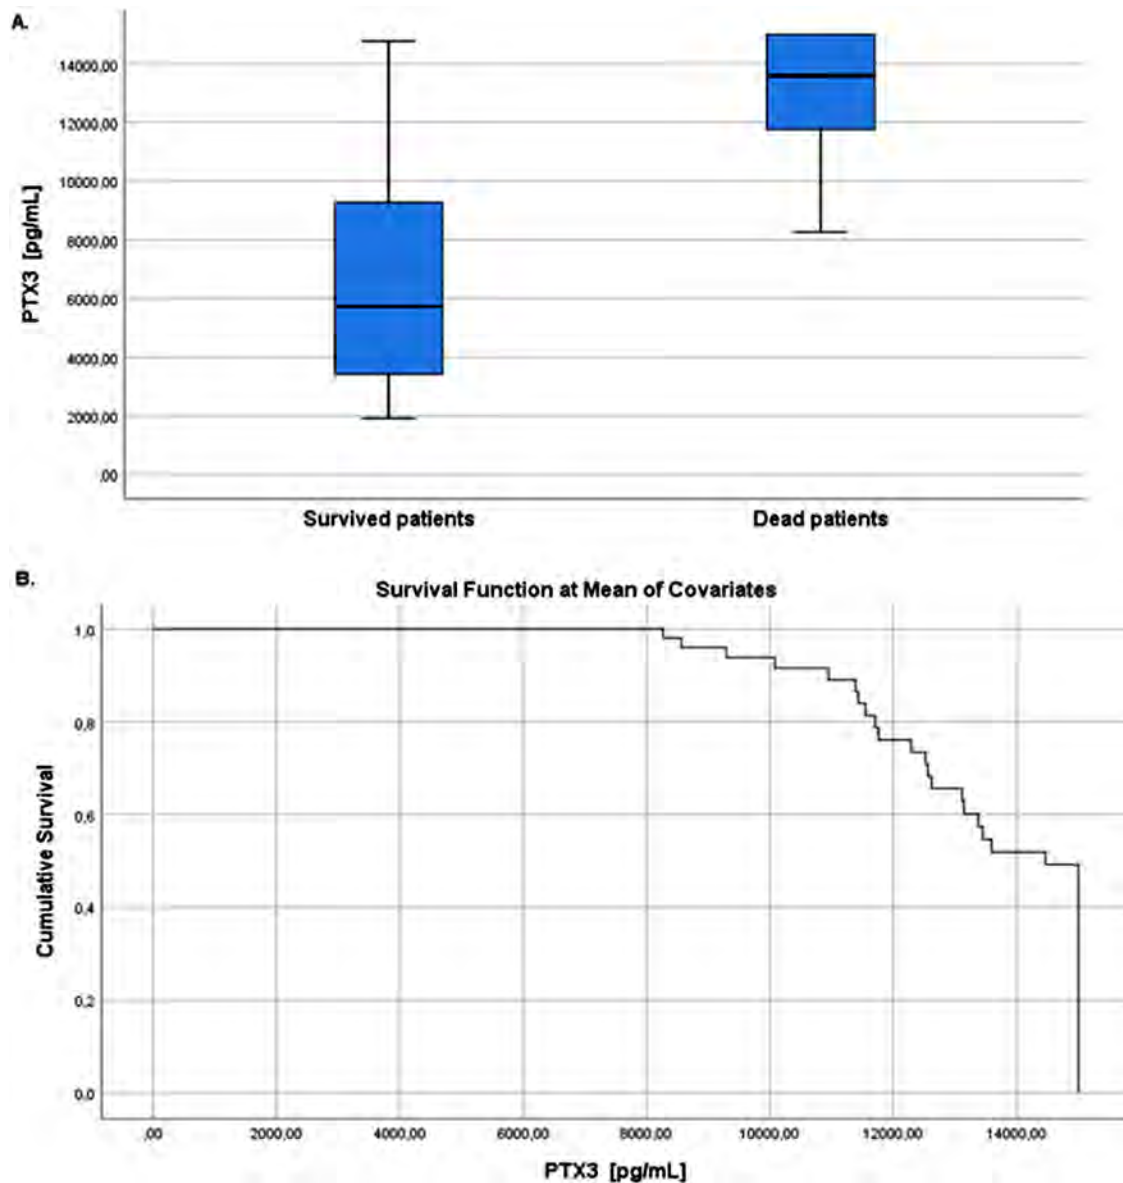 A.
14000,00
12000,00
10000,00
8000,00
6000,00
4000,00
2000,00
,00
PTX3 [pg/mL]
Survived patients Dead patients
B.
Survival Function at Mean of Covariates
1,0
0,8
0,6
0,4
0,2
0,0
Cumulative Survival
,00 2000,00 4000,00 6000,00 8000,00 10000,00 12000,00 14000,00
PTX3 [pg/mL]